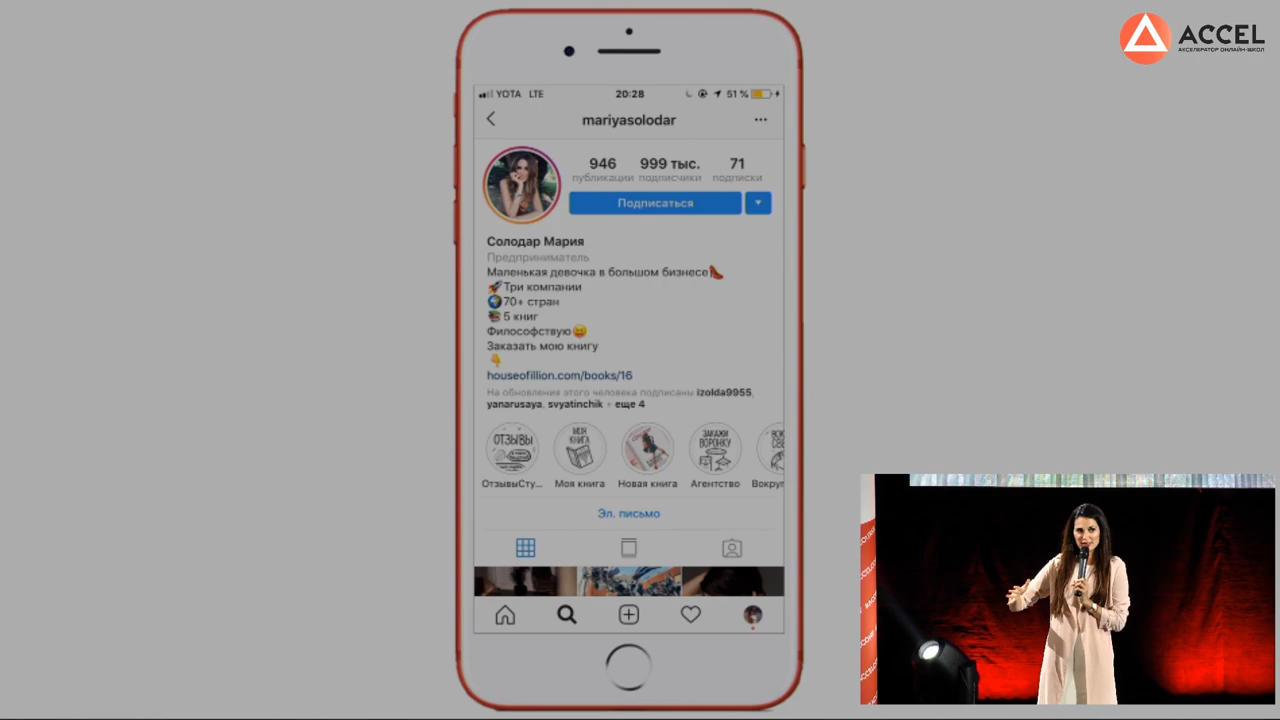 ACCEL
АКСЕЛЕРАТОР ОНЛАЙН-ШКОЛ
YOTA LTE 20:28 51 %
mariyasolodar
946 999 тыс. 71
публикации подписчики подписки
Подписаться
Солодар Мария
Предприниматель
Маленькая девочка в большом бизнесе
Три компании
70+ стран
5 книг
Философствую
Заказать мою книгу
houseofillion.com/books/16
На обновления этого человека подписаны izolda9955,
yanarusaya, svyatinchik + еще 4
ОТЗЫВЫ
МОЯ
КНИГА
ЗАКАЖИ
ВОРОНКУ
ОтзывыСту... Моя книга Новая книга Агентство Вокруг
Эл. письмо